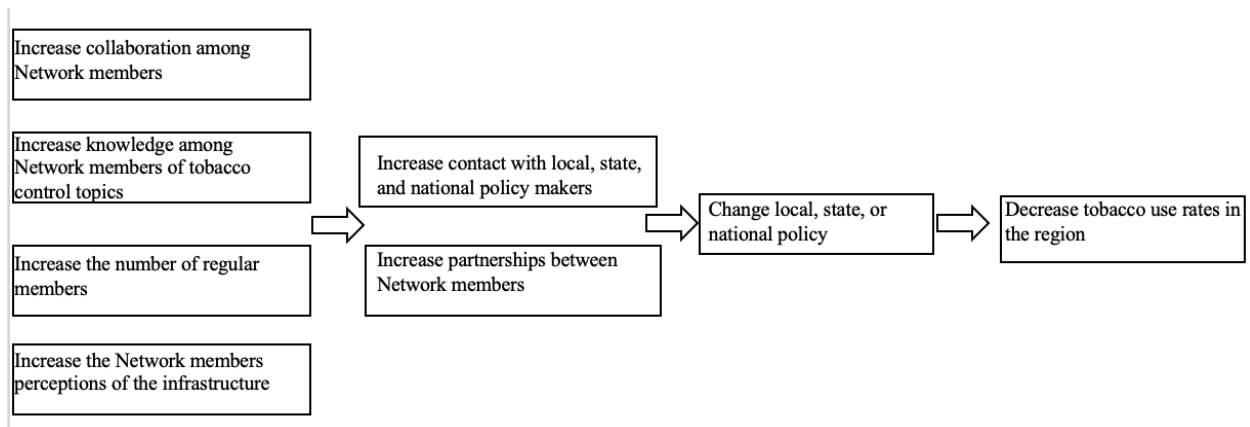 Increase collaboration among
Network members
Increase knowledge among
Network members of tobacco
control topics
Increase the number of regular
members
Increase the Network members
perceptions of the infrastructure
Increase contact with local, state,
and national policy makers
Increase partnerships between
Network members
Change local, state, or
national policy
Decrease tobacco use rates in
the region